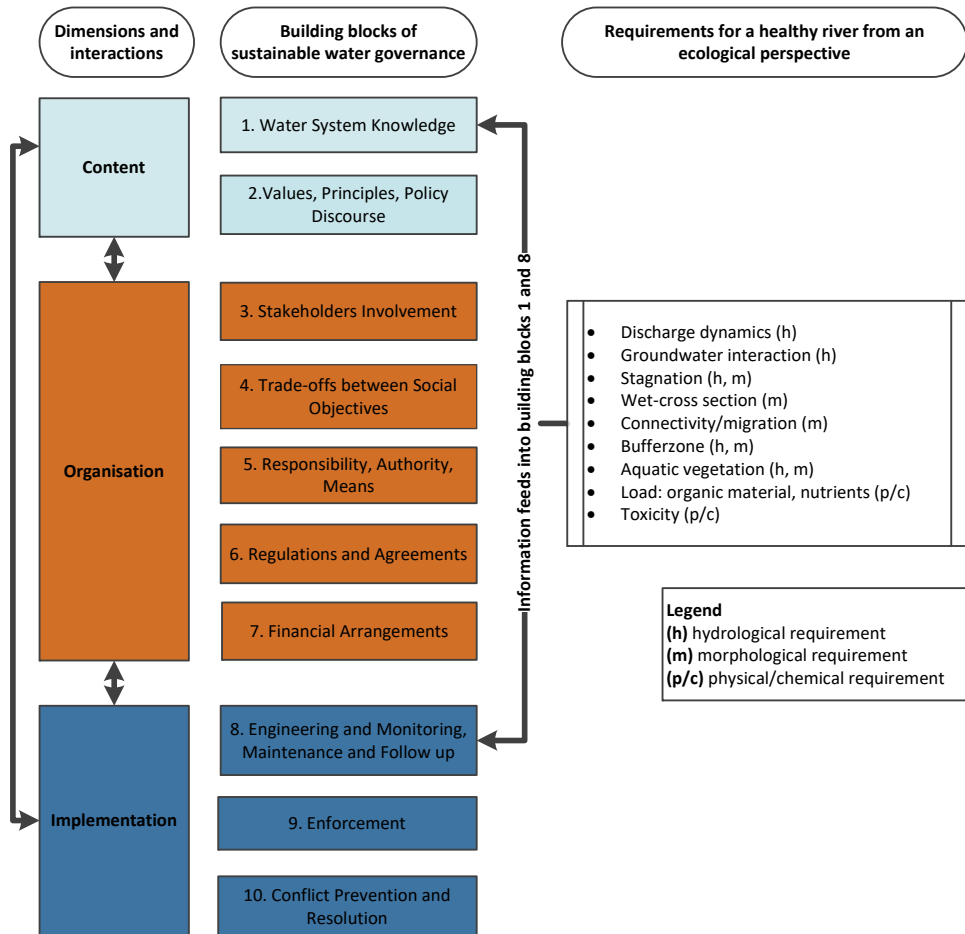 Dimensions and
interactions
Building blocks of
sustainable water governance
Requirements for a healthy river from an
ecological perspective
Content
1. Water System Knowledge
2.Values, Principles, Policy
Discourse
Organisation
3. Stakeholders Involvement
4. Trade-offs between Social
Objectives
5. Responsibility, Authority,
Means
6. Regulations and Agreements
7. Financial Arrangements
Implementation
8. Engineering and Monitoring,
Maintenance and Follow up
9. Enforcement
10. Conflict Prevention and
Resolution
Information feeds into building blocks 1 and 8
• Discharge dynamics (h)
• Groundwater interaction (h)
• Stagnation (h, m)
• Wet-cross section (m)
• Connectivity/migration (m)
• Bufferzone (h, m)
• Aquatic vegetation (h, m)
• Load: organic material, nutrients (p/c)
• Toxicity (p/c)
Legend
(h) hydrological requirement
(m) morphological requirement
(p/c) physical/chemical requirement